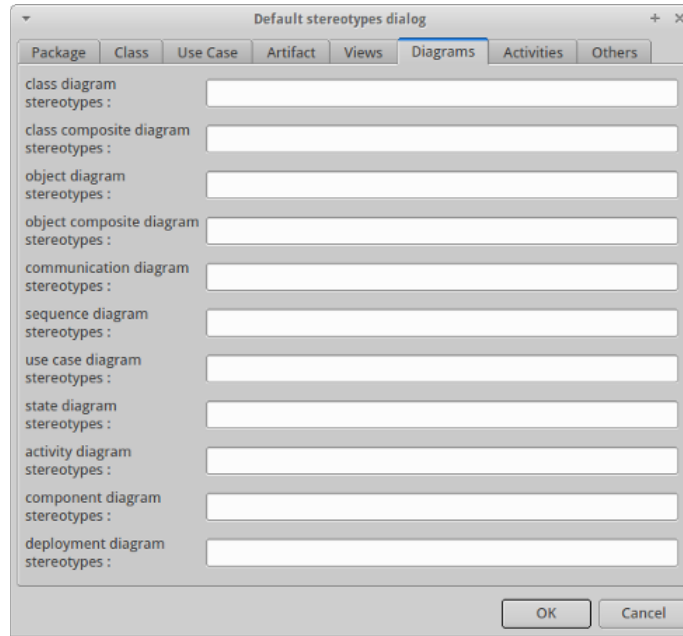 Default stereotypes dialog
Package Class Use Case Artifact Views Diagrams Activities Others
class diagram
stereotypes :
class composite diagram
stereotypes :
object diagram
stereotypes :
object composite diagram
stereotypes :
communication diagram
stereotypes :
sequence diagram
stereotypes :
use case diagram
stereotypes :
state diagram
stereotypes :
activity diagram
stereotypes :
component diagram
stereotypes :
deployment diagram
stereotypes :
OK Cancel